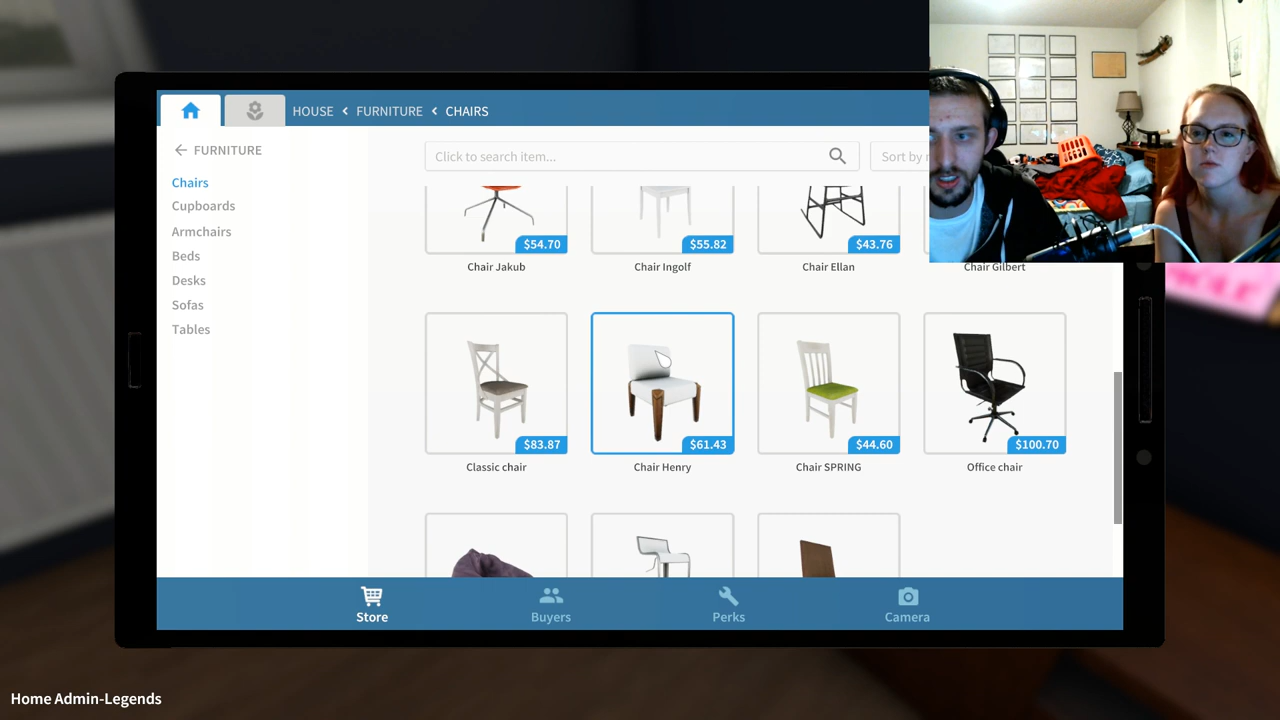 HOUSE < FURNITURE < CHAIRS
FURNITURE
Click to search item...
Sort by
Chairs
Cupboards
Armchairs
Beds
Desks
Sofas
Tables
$54.70
$55.82
$43.76
Chair Jakub
Chair Ingolf
Chair Ellan
Chair Gilbert
$83.87
$61.43
$44.60
$100.70
Classic chair
Chair Henry
Chair SPRING
Office chair
Store
Buyers
Perks
Camera
Home Admin-Legends